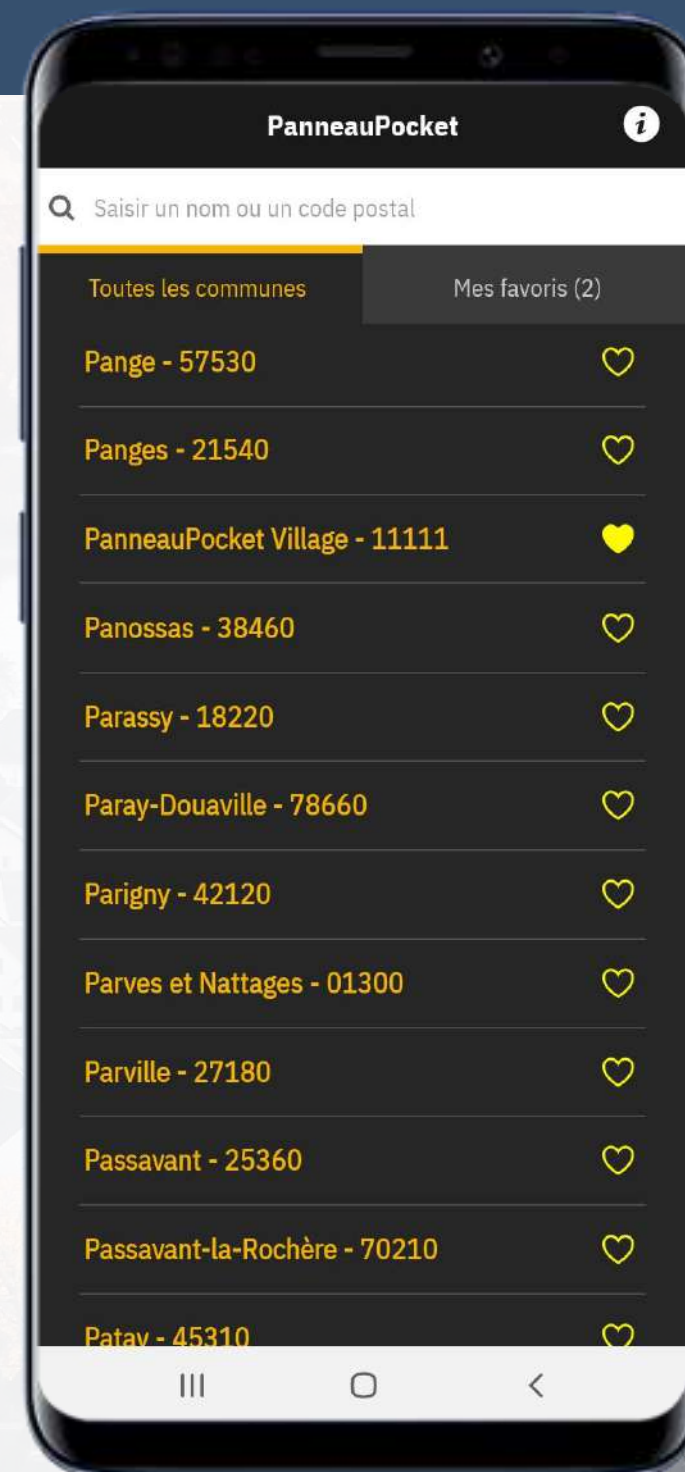 PanneauPocket
Saisir un nom ou un code postal
Toutes les communes
Mes favoris (2)
Pange - 57530
Panges - 21540
PanneauPocket Village - 11111
Panossas - 38460
Parassy - 18220
Paray-Douaville - 78660
Parigny - 42120
Parves et Nattages - 01300
Parville - 27180
Passavant - 25360
Passavant-la-Rochère - 70210
Patay - 45310